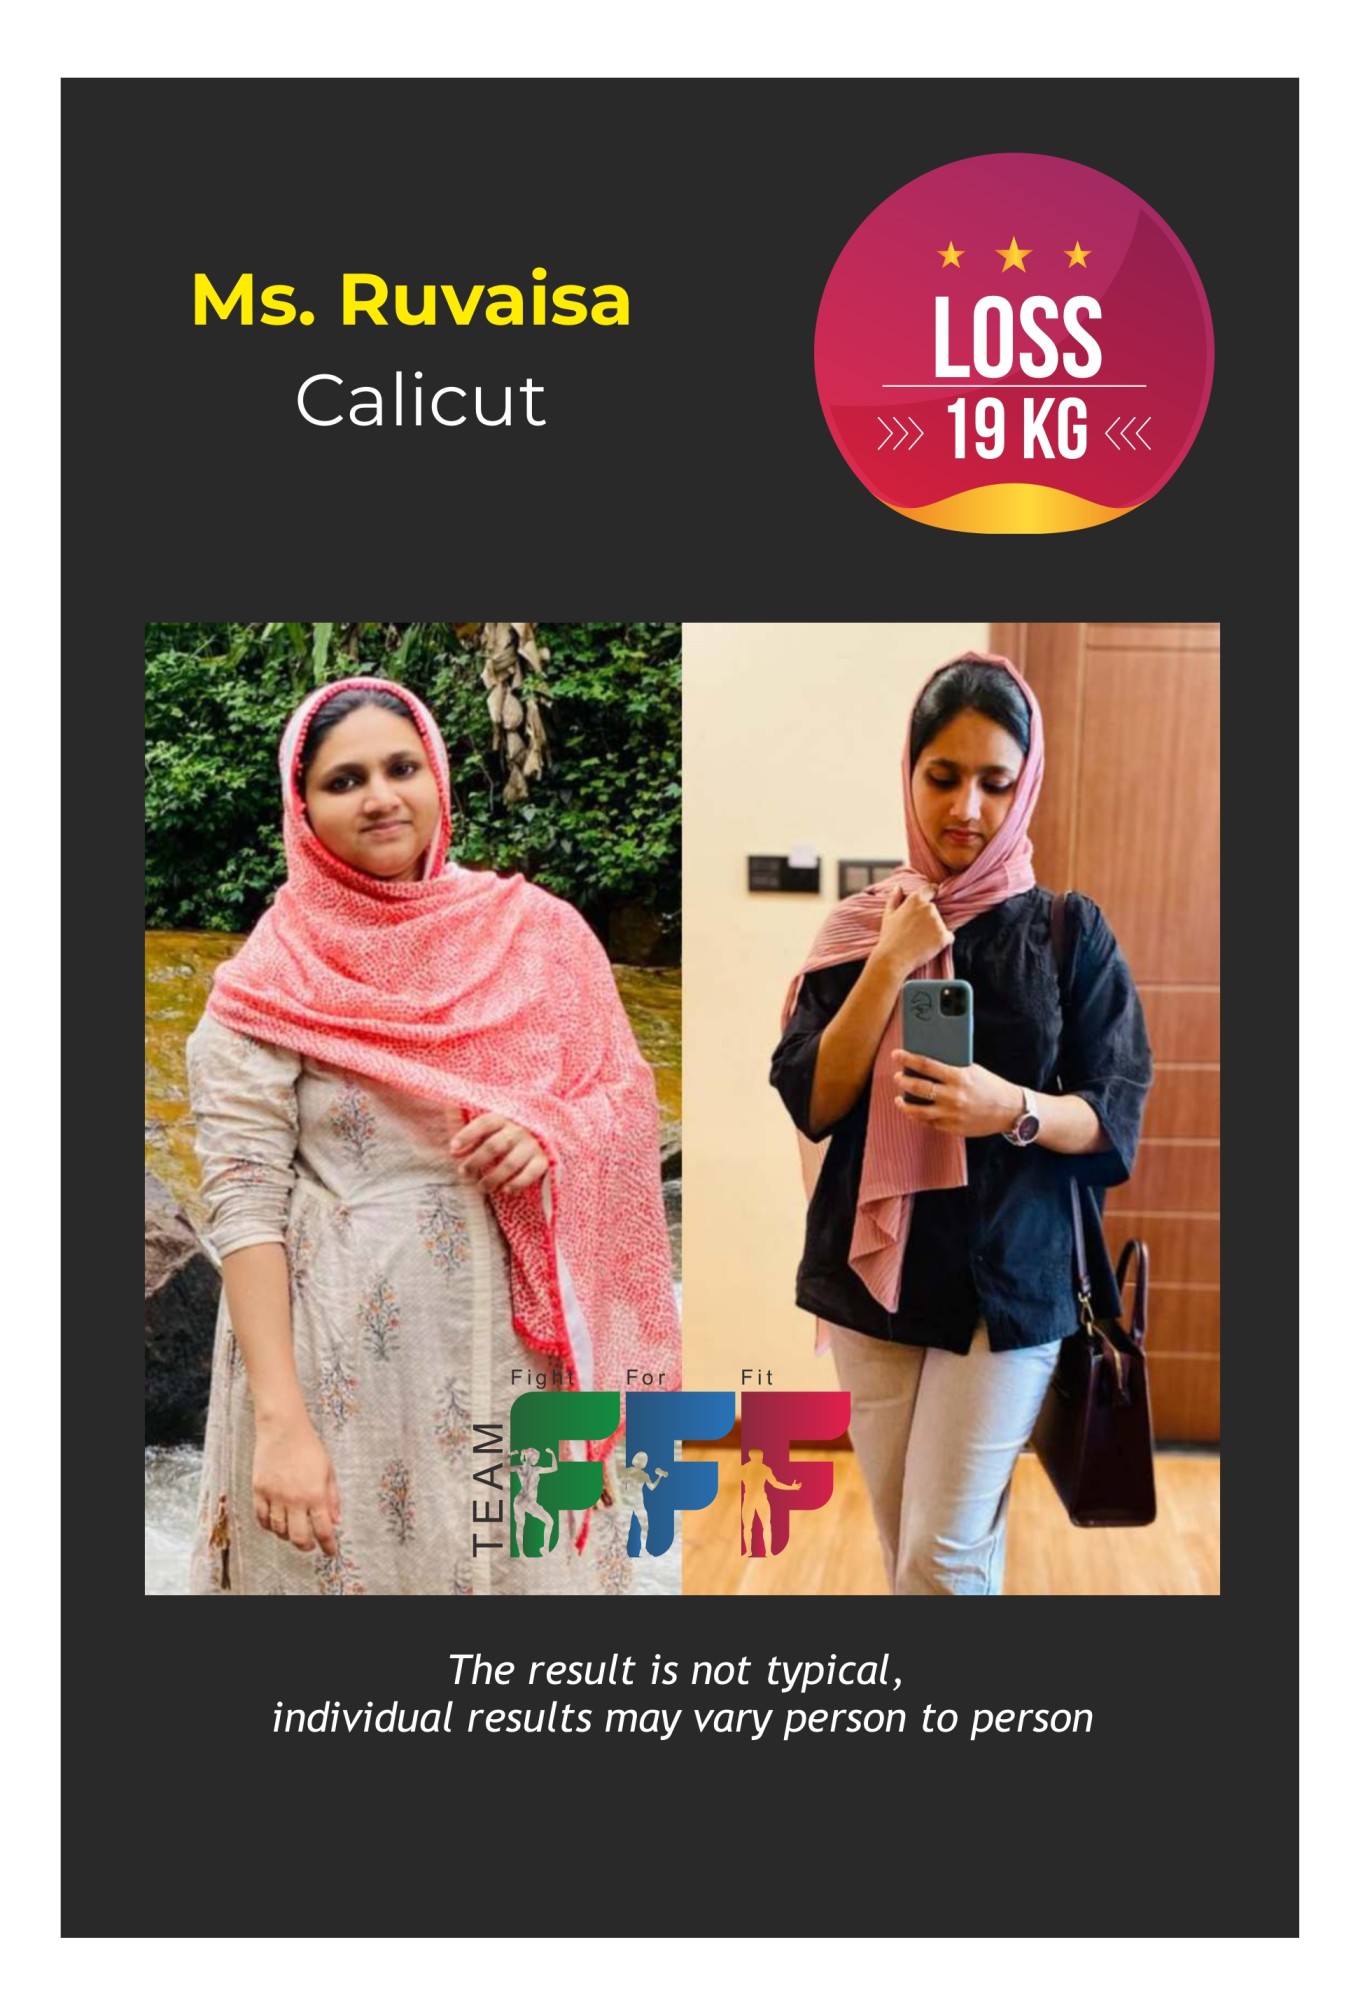 Ms. Ruvaisa
Calicut
LOSS
19 KG
Fight For Fit
TEAM
FFF
The result is not typical,
individual results may vary person to person